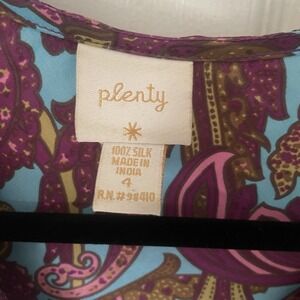 plenty
100% SILK
MADE IN
INDIA
4
R.N.#98410